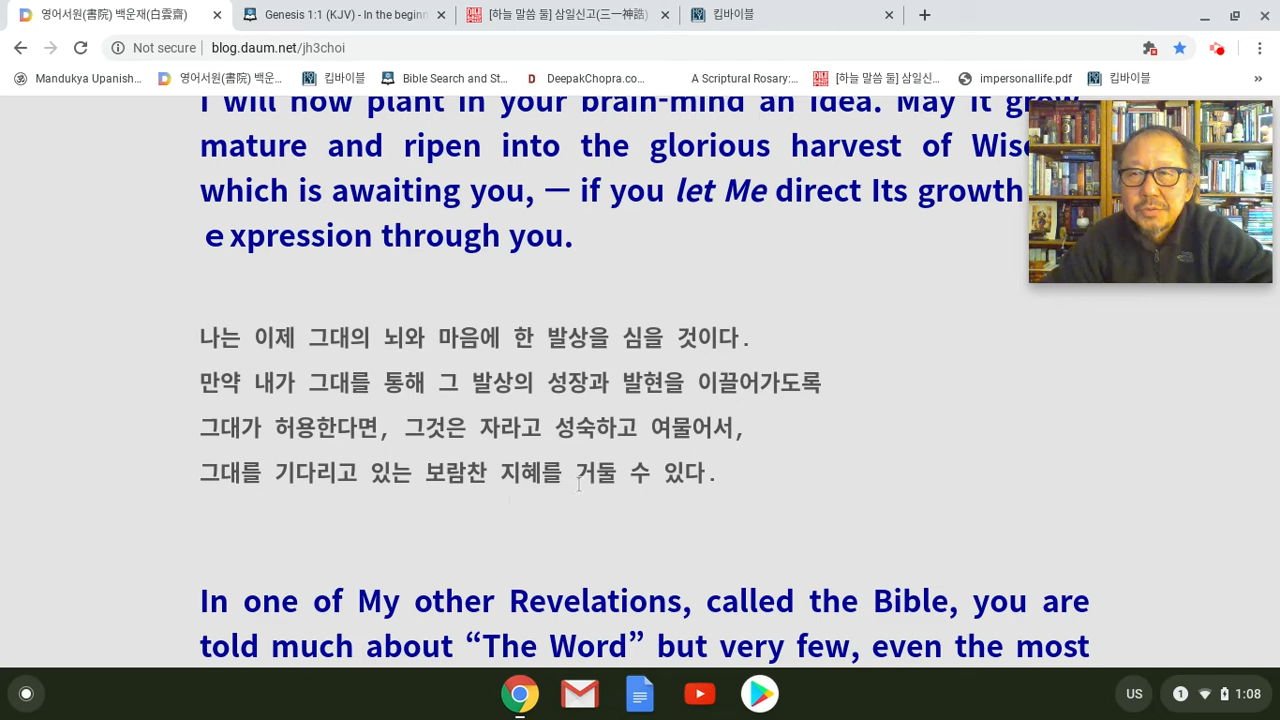 영어서원(書院) 백운재(白雲齋)
Genesis 1:1 (KJV) - In the beginn
[하늘 말씀 둘] 삼일신고(三一神誥)
킵바이블
Not secure
blog.daum.net/jh3choi
Mandukya Upanish...
영어서원(書院) 백운...
킵바이블
Bible Search and St...
DeepakChopra.co...
A Scriptural Rosary:...
[하늘 말씀 둘] 삼일신...
impersonallife.pdf
킵바이블
I will now plant in your brain-mind an idea. May it grow,
mature and ripen into the glorious harvest of Wis
which is awaiting you, — if you let Me direct Its growth
ｅxpression through you.
나는 이제 그대의 뇌와 마음에 한 발상을 심을 것이다.
만약 내가 그대를 통해 그 발상의 성장과 발현을 이끌어가도록
그대가 허용한다면, 그것은 자라고 성숙하고 여물어서,
그대를 기다리고 있는 보람찬 지혜를 거둘 수 있다.
In one of My other Revelations, called the Bible, you are
told much about “The Word” but very few, even the most
US
1
1:08